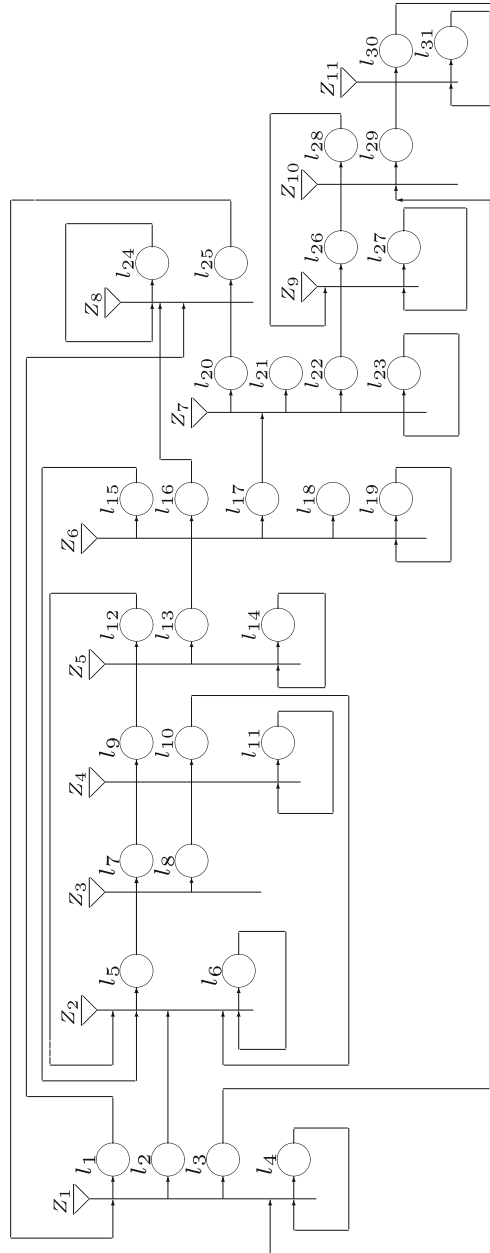 Z₁
l₁
l₂
l₃
l₄
Z₂
l₅
l₆
Z₃
l₇
l₈
Z₄
l₉
l₁₀
l₁₁
Z₅
l₁₂
l₁₃
l₁₄
Z₆
l₁₅
l₁₆
l₁₇
l₁₈
l₁₉
Z₇
l₂₀
l₂₁
l₂₂
l₂₃
Z₈
l₂₄
l₂₅
Z₉
l₂₆
l₂₇
Z₁₀
l₂₈
l₂₉
Z₁₁
l₃₀
l₃₁